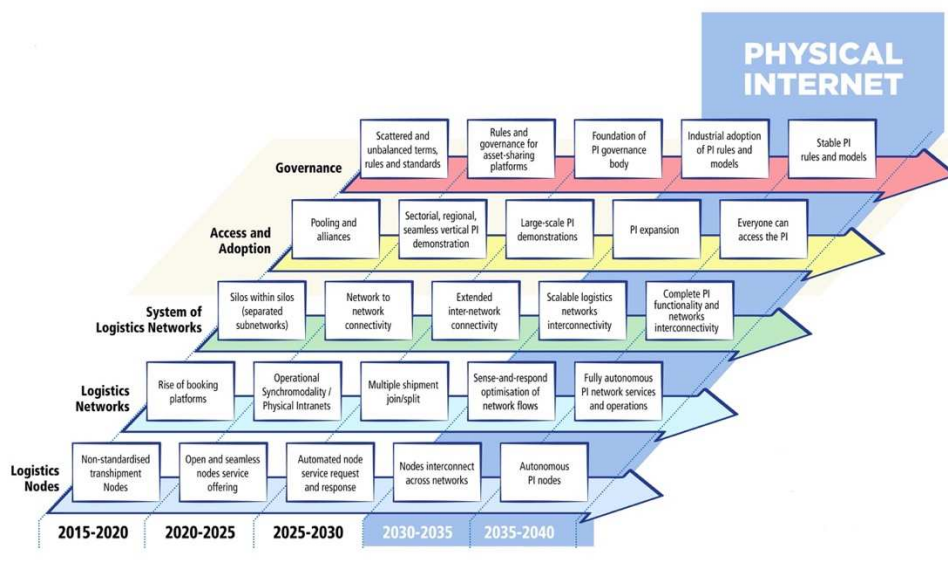 PHYSICAL
INTERNET
Governance
Scattered and
unbalanced terms,
rules and standards
Rules and
governance for
asset-sharing
platforms
Foundation of
PI governance
body
Industrial adoption
of PI rules and
models
Stable PI
rules and models
Access and
Adoption
Pooling and
alliances
Sectorial, regional,
seamless vertical PI
demonstration
Large-scale PI
demonstrations
PI expansion
Everyone can
access the PI
System of
Logistics Networks
Silos within silos
(separated
subnetworks)
Network to
network
connectivity
Extended
inter-network
connectivity
Scalable logistics
networks
interconnectivity
Complete PI
functionality and
networks
interconnectivity
Logistics
Networks
Rise of booking
platforms
Operational
Synchromodality /
Physical Intranets
Multiple shipment
join/split
Sense-and-respond
optimisation of
network flows
Fully autonomous
PI network services
and operations
Logistics
Nodes
Non-standardised
transhipment
Nodes
Open and seamless
nodes service
offering
Automated node
service request
and response
Nodes interconnect
across networks
Autonomous
PI nodes
2015-2020
2020-2025
2025-2030
2030-2035
2035-2040